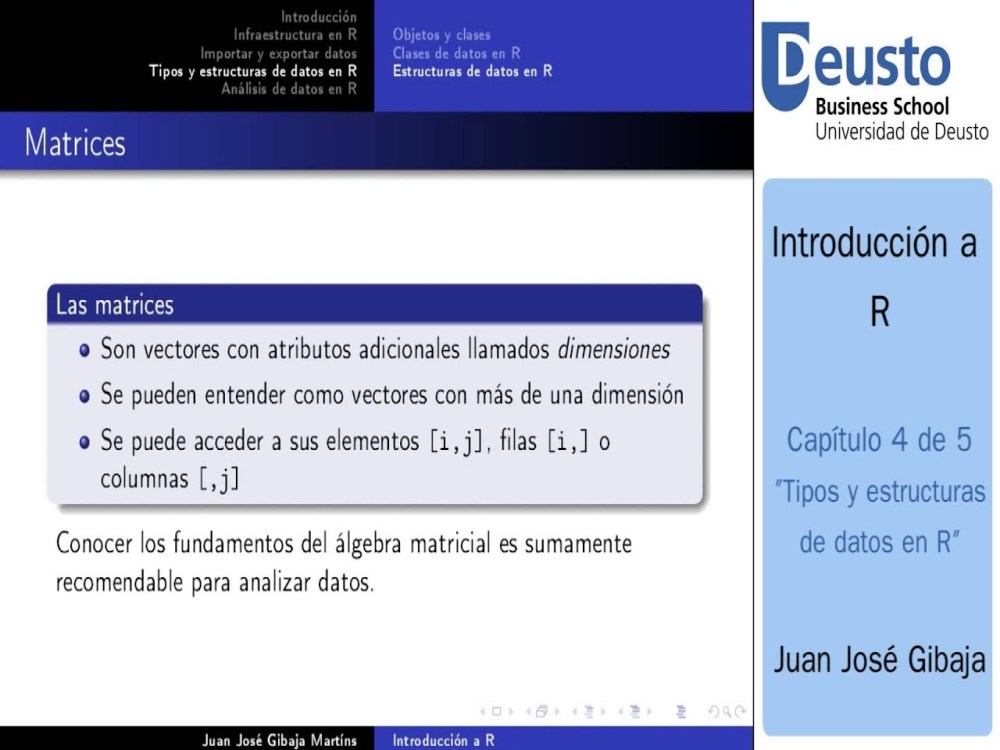 Introducción
Infraestructura en R
Importar y exportar datos
Tipos y estructuras de datos en R
Análisis de datos en R
Objetos y clases
Clases de datos en R
Estructuras de datos en R
Matrices
Las matrices
Son vectores con atributos adicionales llamados dimensiones
Se pueden entender como vectores con más de una dimensión
Se puede acceder a sus elementos [i,j], filas [i,] o
columnas [,j]
Conocer los fundamentos del álgebra matricial es sumamente
recomendable para analizar datos.
Juan José Gibaja Martíns
Introducción a R
Deusto
Business School
Universidad de Deusto
Introducción a
R
Capítulo 4 de 5
"Tipos y estructuras
de datos en R"
Juan José Gibaja